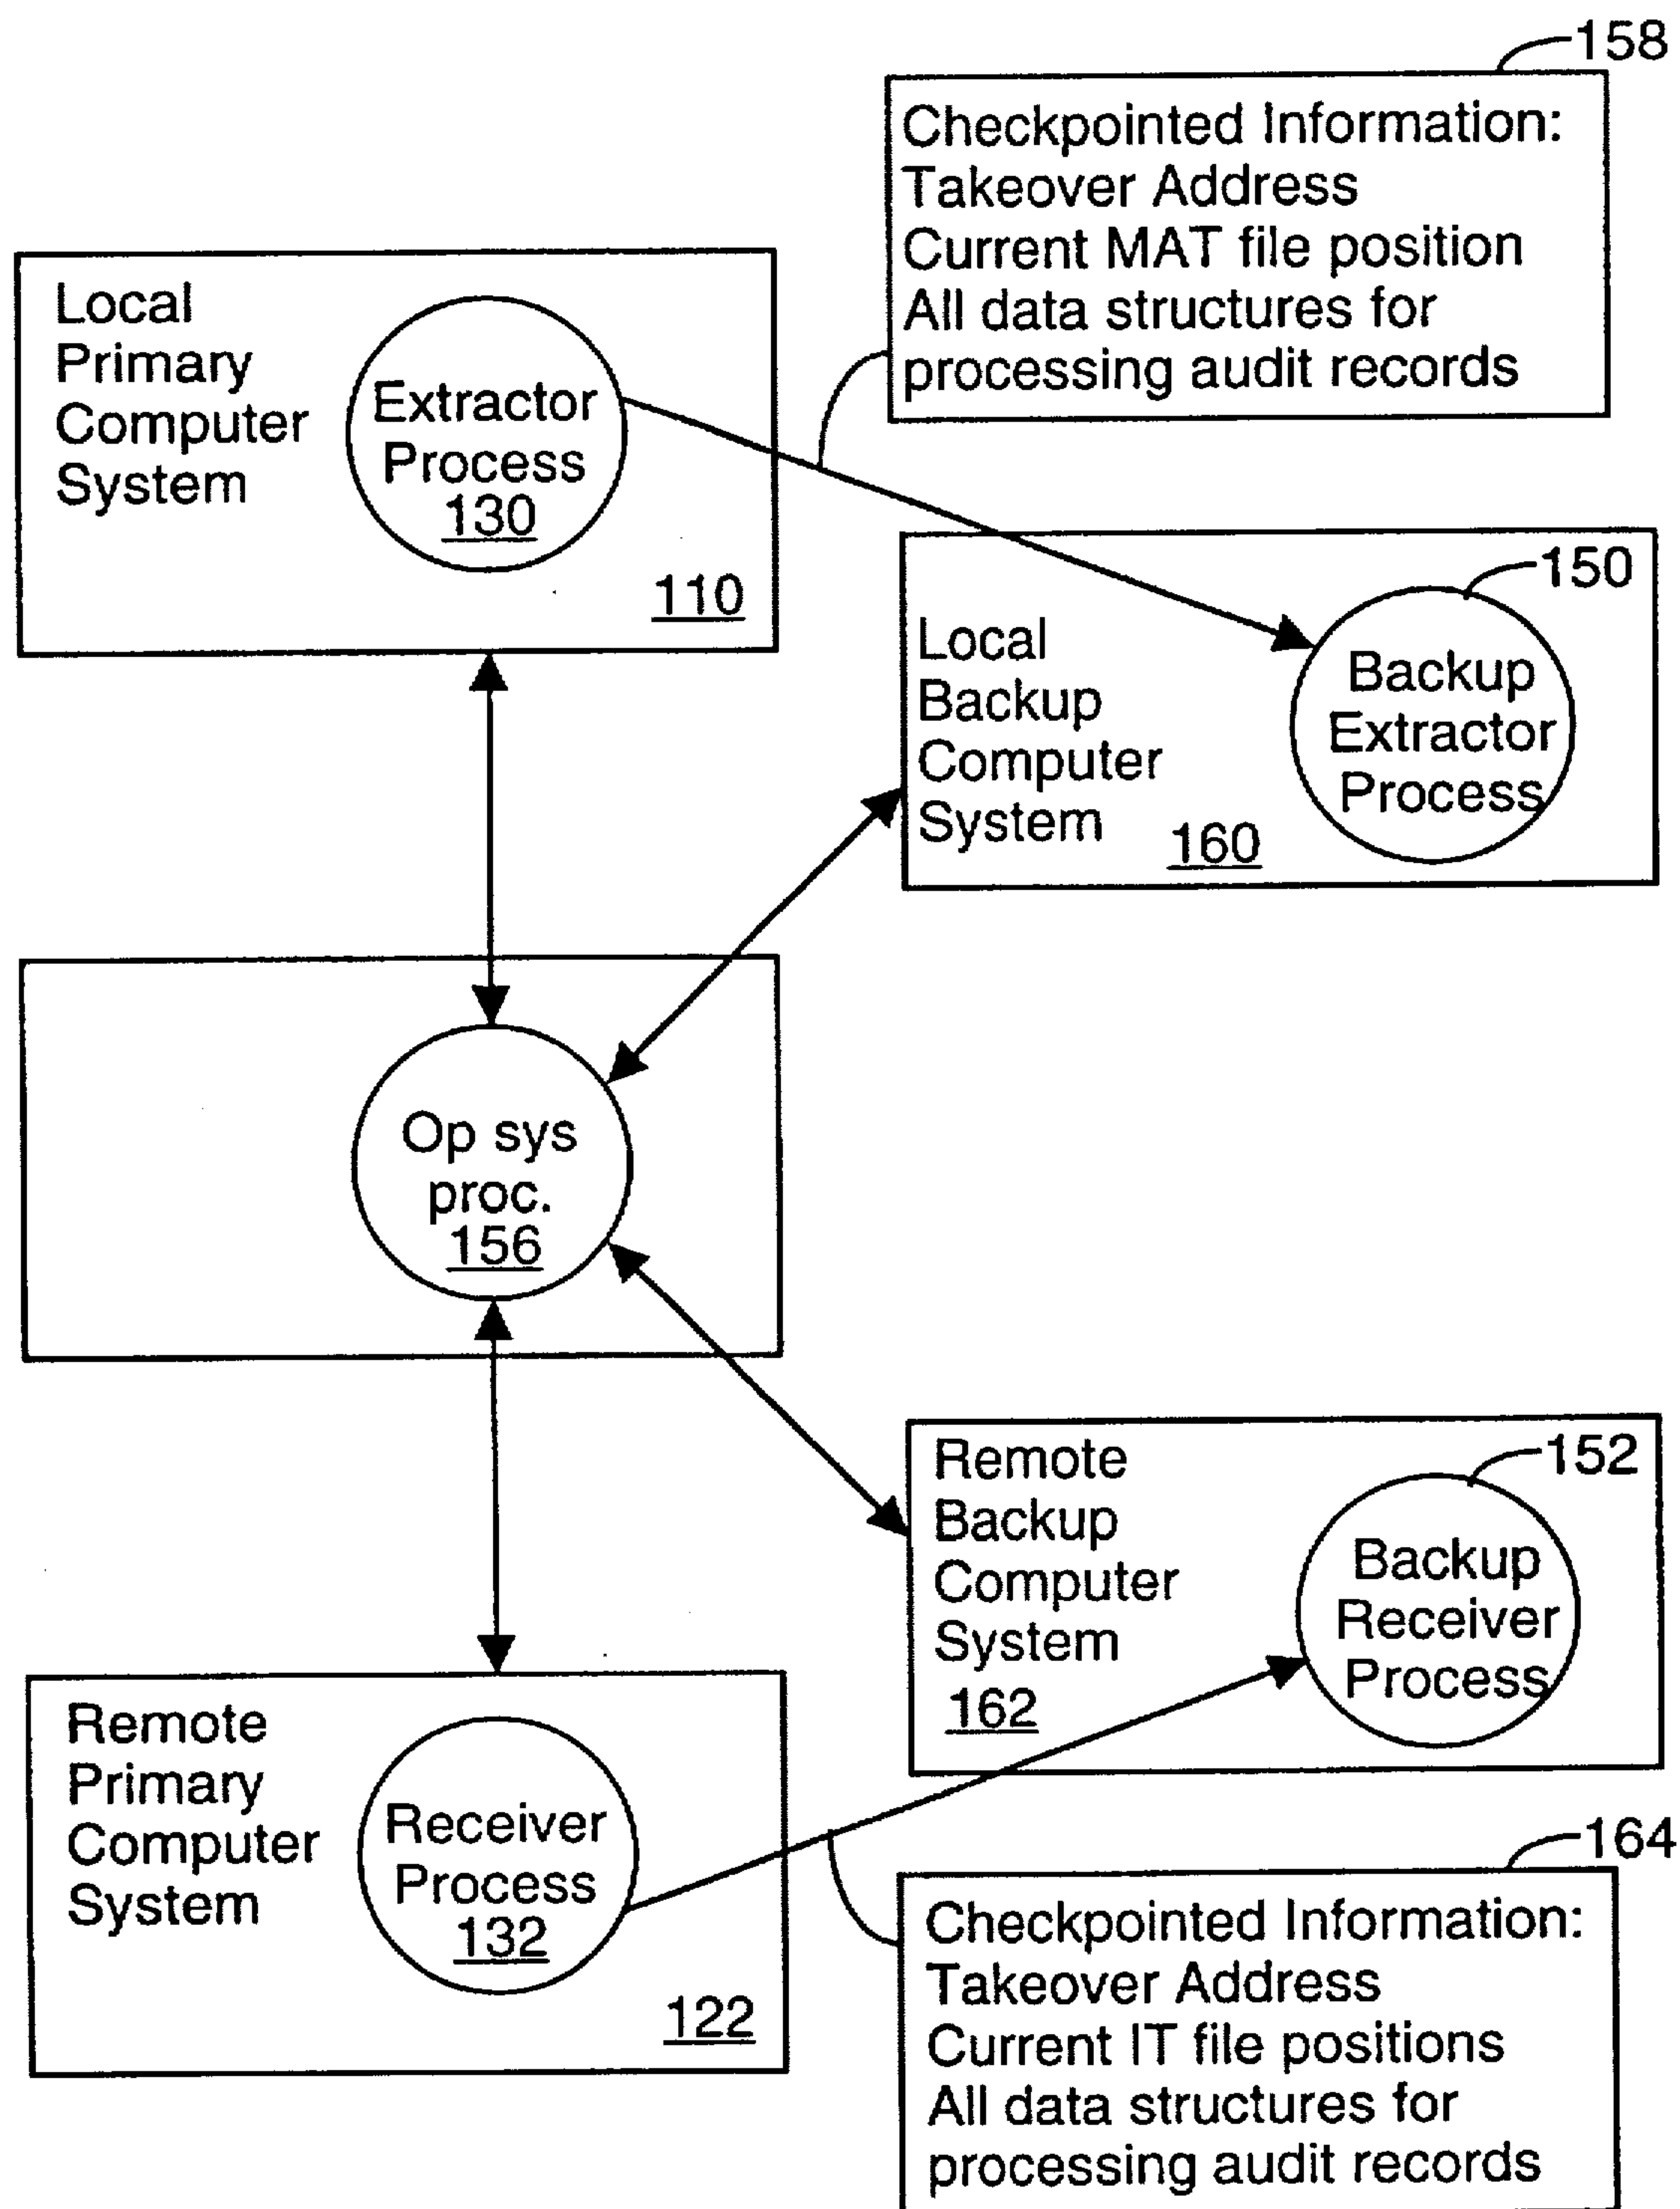 158
Checkpointed Information:
Takeover Address
Current MAT file position
All data structures for
processing audit records
Local
Primary
Computer
System
Extractor
Process
130
110
150
Local
Backup
Computer
System
160
Backup
Extractor
Process
Op sys
proc.
156
Remote
Backup
Computer
System
162
152
Backup
Receiver
Process
Remote
Primary
Computer
System
Receiver
Process
132
122
164
Checkpointed Information:
Takeover Address
Current IT file positions
All data structures for
processing audit records